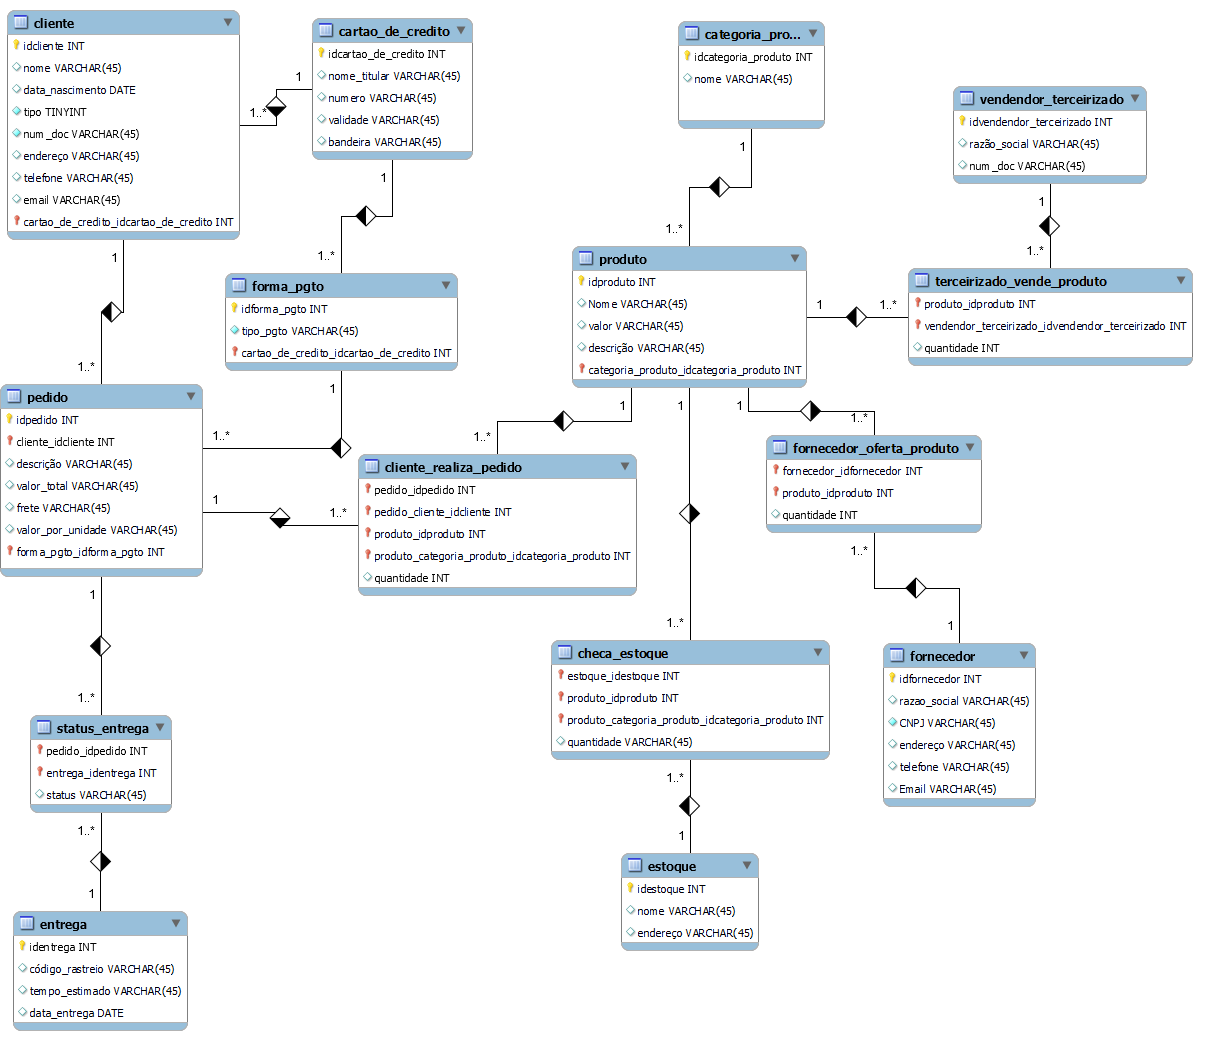 cliente
idcliente INT
nome VARCHAR(45)
data_nascimento DATE
tipo TINYINT
num_doc VARCHAR(45)
endereço VARCHAR(45)
telefone VARCHAR(45)
email VARCHAR(45)
cartao_de_credito_idcartao_de_credito INT
1
1..*
cartao_de_credito
idcartao_de_credito INT
nome_titular VARCHAR(45)
numero VARCHAR(45)
validade VARCHAR(45)
bandeira VARCHAR(45)
categoria_pro...
idcategoria_produto INT
nome VARCHAR(45)
vendendor_terceirizado
idvendendor_terceirizado INT
razão_social VARCHAR(45)
num_doc VARCHAR(45)
1
1..*
1
1..*
1
1..*
1
1..*
forma_pgto
idforma_pgto INT
tipo_pgto VARCHAR(45)
cartao_de_credito_idcartao_de_credito INT
produto
idproduto INT
Nome VARCHAR(45)
valor VARCHAR(45)
descrição VARCHAR(45)
categoria_produto_idcategoria_produto INT
1
1..*
terceirizado_vende_produto
produto_idproduto INT
vendendor_terceirizado_idvendendor_terceirizado INT
quantidade INT
pedido
idpedido INT
cliente_idcliente INT
descrição VARCHAR(45)
valor_total VARCHAR(45)
frete VARCHAR(45)
valor_por_unidade VARCHAR(45)
forma_pgto_idforma_pgto INT
1
1..*
1
1..*
1
1..*
1
1..*
1
1..*
cliente_realiza_pedido
pedido_idpedido INT
pedido_cliente_idcliente INT
produto_idproduto INT
produto_categoria_produto_idcategoria_produto INT
quantidade INT
fornecedor_oferta_produto
fornecedor_idfornecedor INT
produto_idproduto INT
quantidade INT
1..*
1
1
1..*
status_entrega
pedido_idpedido INT
entrega_identrega INT
status VARCHAR(45)
checa_estoque
estoque_idestoque INT
produto_idproduto INT
produto_categoria_produto_idcategoria_produto INT
quantidade VARCHAR(45)
fornecedor
idfornecedor INT
razao_social VARCHAR(45)
CNPJ VARCHAR(45)
endereço VARCHAR(45)
telefone VARCHAR(45)
Email VARCHAR(45)
1..*
1
1..*
1
entrega
identrega INT
código_rastreio VARCHAR(45)
tempo_estimado VARCHAR(45)
data_entrega DATE
estoque
idestoque INT
nome VARCHAR(45)
endereço VARCHAR(45)